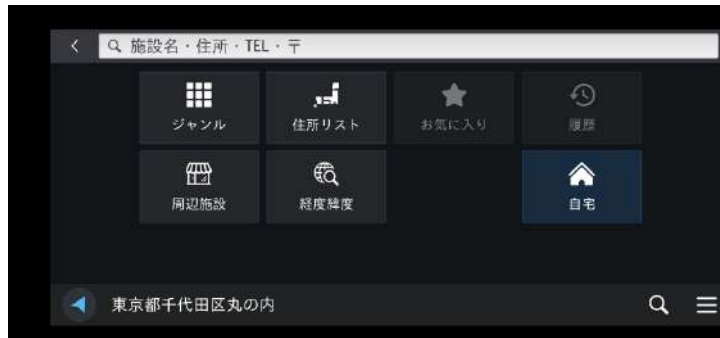 施設名・住所・TEL・〒
ジャンル
住所リスト
お気に入り
履歴
周辺施設
経度緯度
自宅
東京都千代田区丸の内